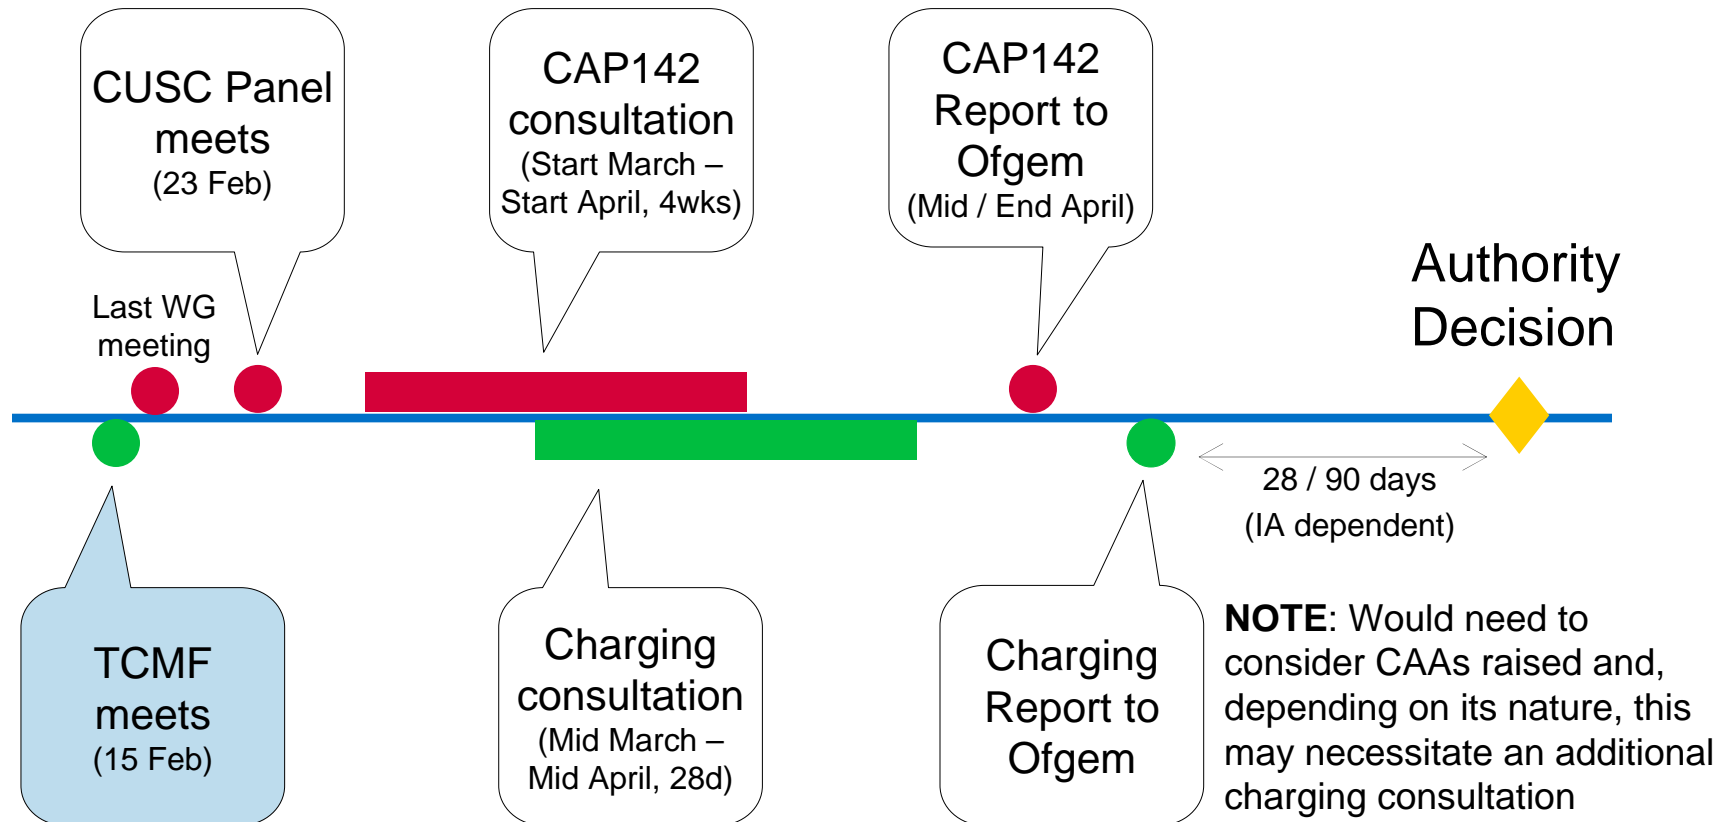 CUSC Panel
meets
(23 Feb)
CAP142
consultation
(Start March –
Start April, 4wks)
CAP142
Report to
Ofgem
(Mid / End April)
Authority
Decision
Last WG
meeting
28 / 90 days
(IA dependent)
TCMF
meets
(15 Feb)
Charging
consultation
(Mid March –
Mid April, 28d)
Charging
Report to
Ofgem
NOTE: Would need to
consider CAAs raised and,
depending on its nature, this
may necessitate an additional
charging consultation